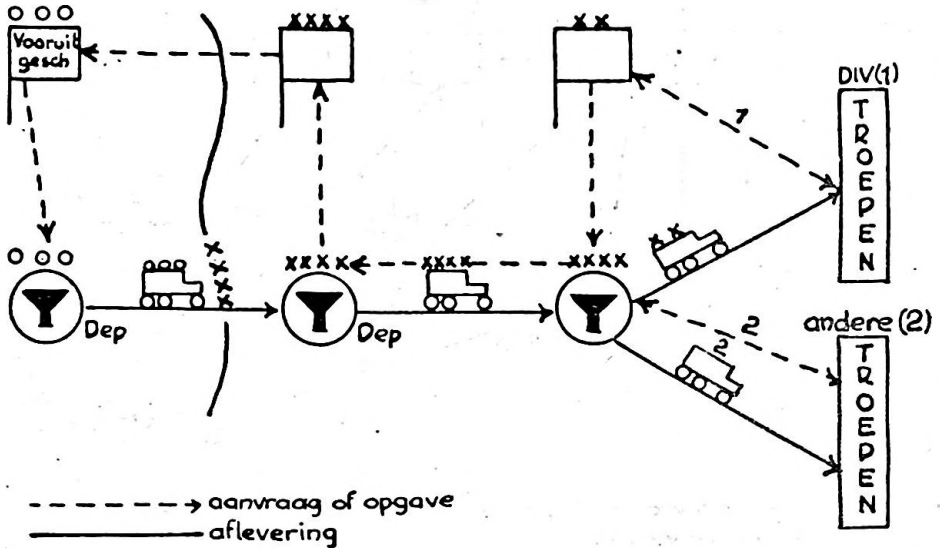 Vooruit
gesch
DIV(1)
TROEPEN
1
Dep
Dep
andere (2)
2
2
TROEPEN
aanvraag of opgave
aflevering